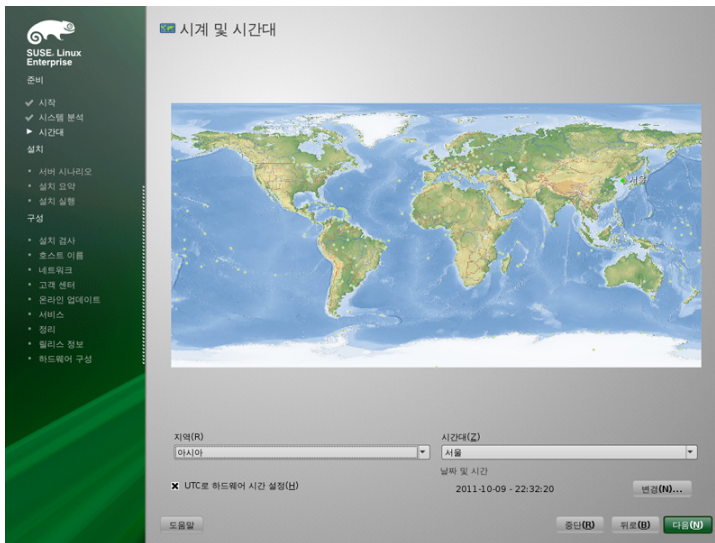 SUSE® Linux
Enterprise
준비
시작
시스템 분석
시간대
설치
서버 시나리오
설치 요약
설치 실행
구성
설치 검사
호스트 이름
네트워크
고객 센터
온라인 업데이트
서비스
정리
릴리스 정보
하드웨어 구성
시계 및 시간대
서울
지역(R)
아시아
시간대(Z)
서울
UTC로 하드웨어 시간 설정(H)
날짜 및 시간
2011-10-09 - 22:32:20
변경(N)...
도움말
중단(R)
뒤로(B)
다음(N)